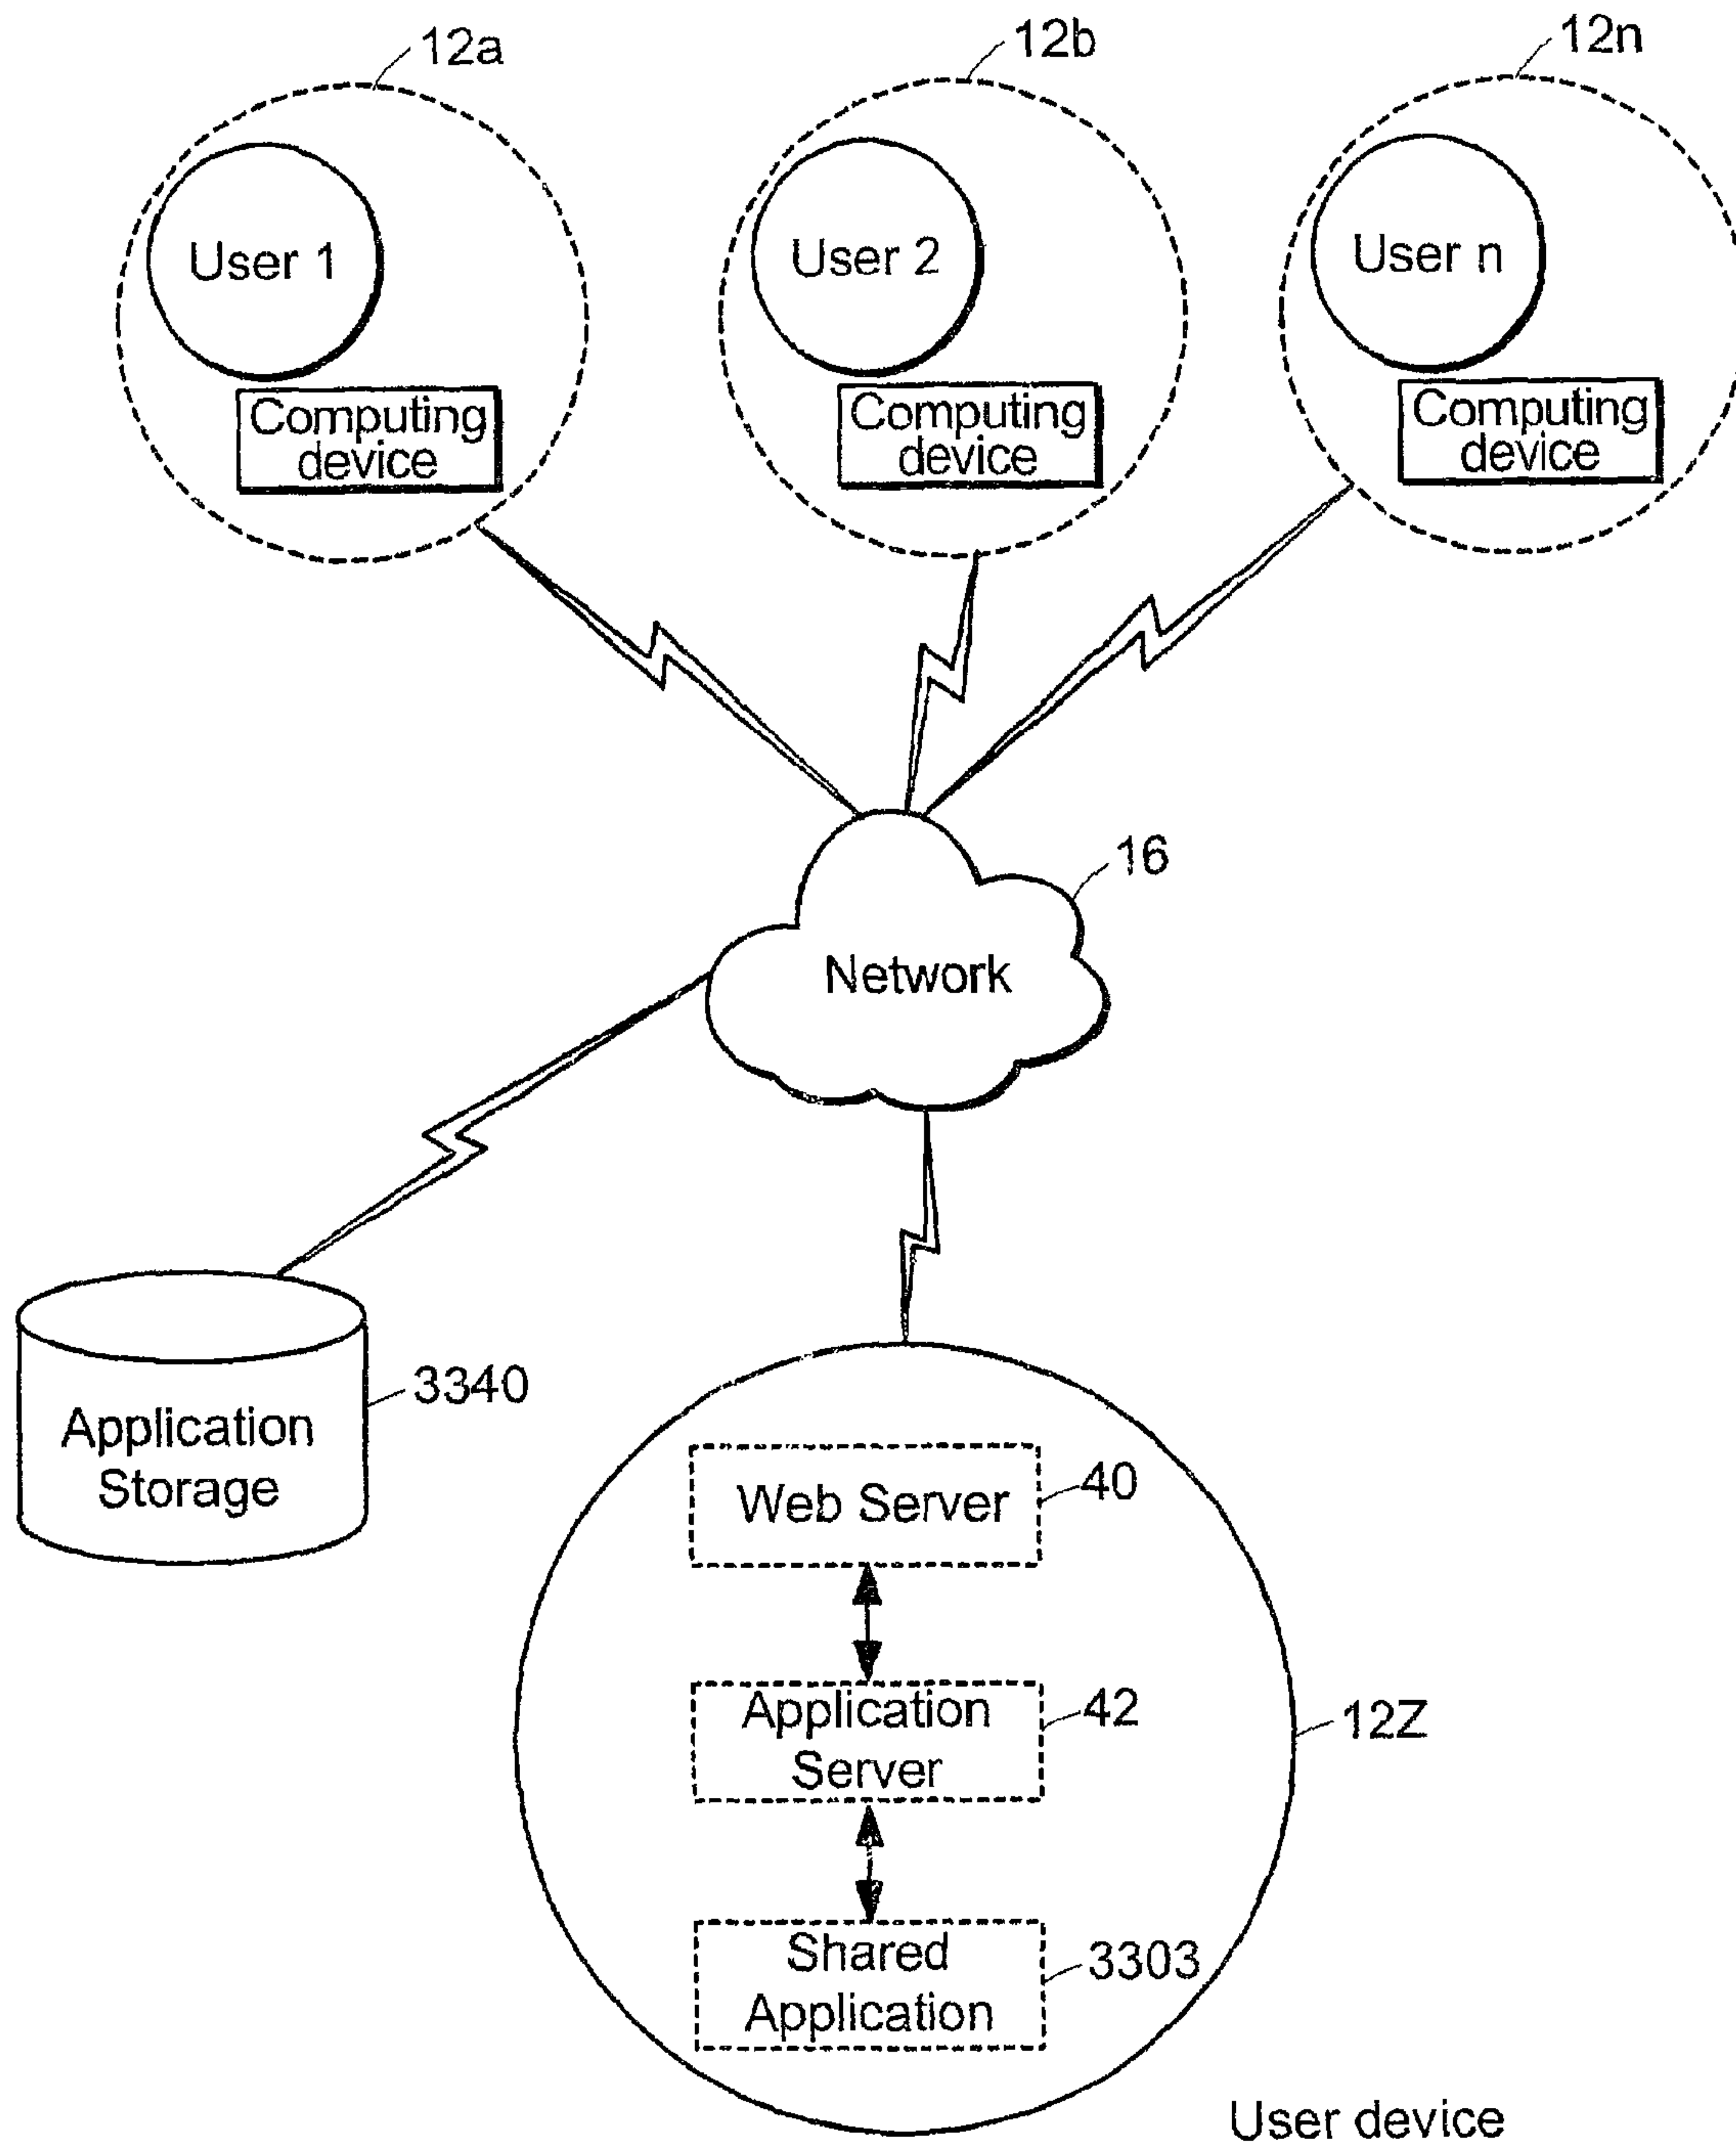 12a
12b
12n
User 1
User 2
User n
Computing
device
Computing
device
Computing
device
16
Network
3340
Application
Storage
Web Server
40
Application
Server
42
12Z
Shared
Application
3303
User device